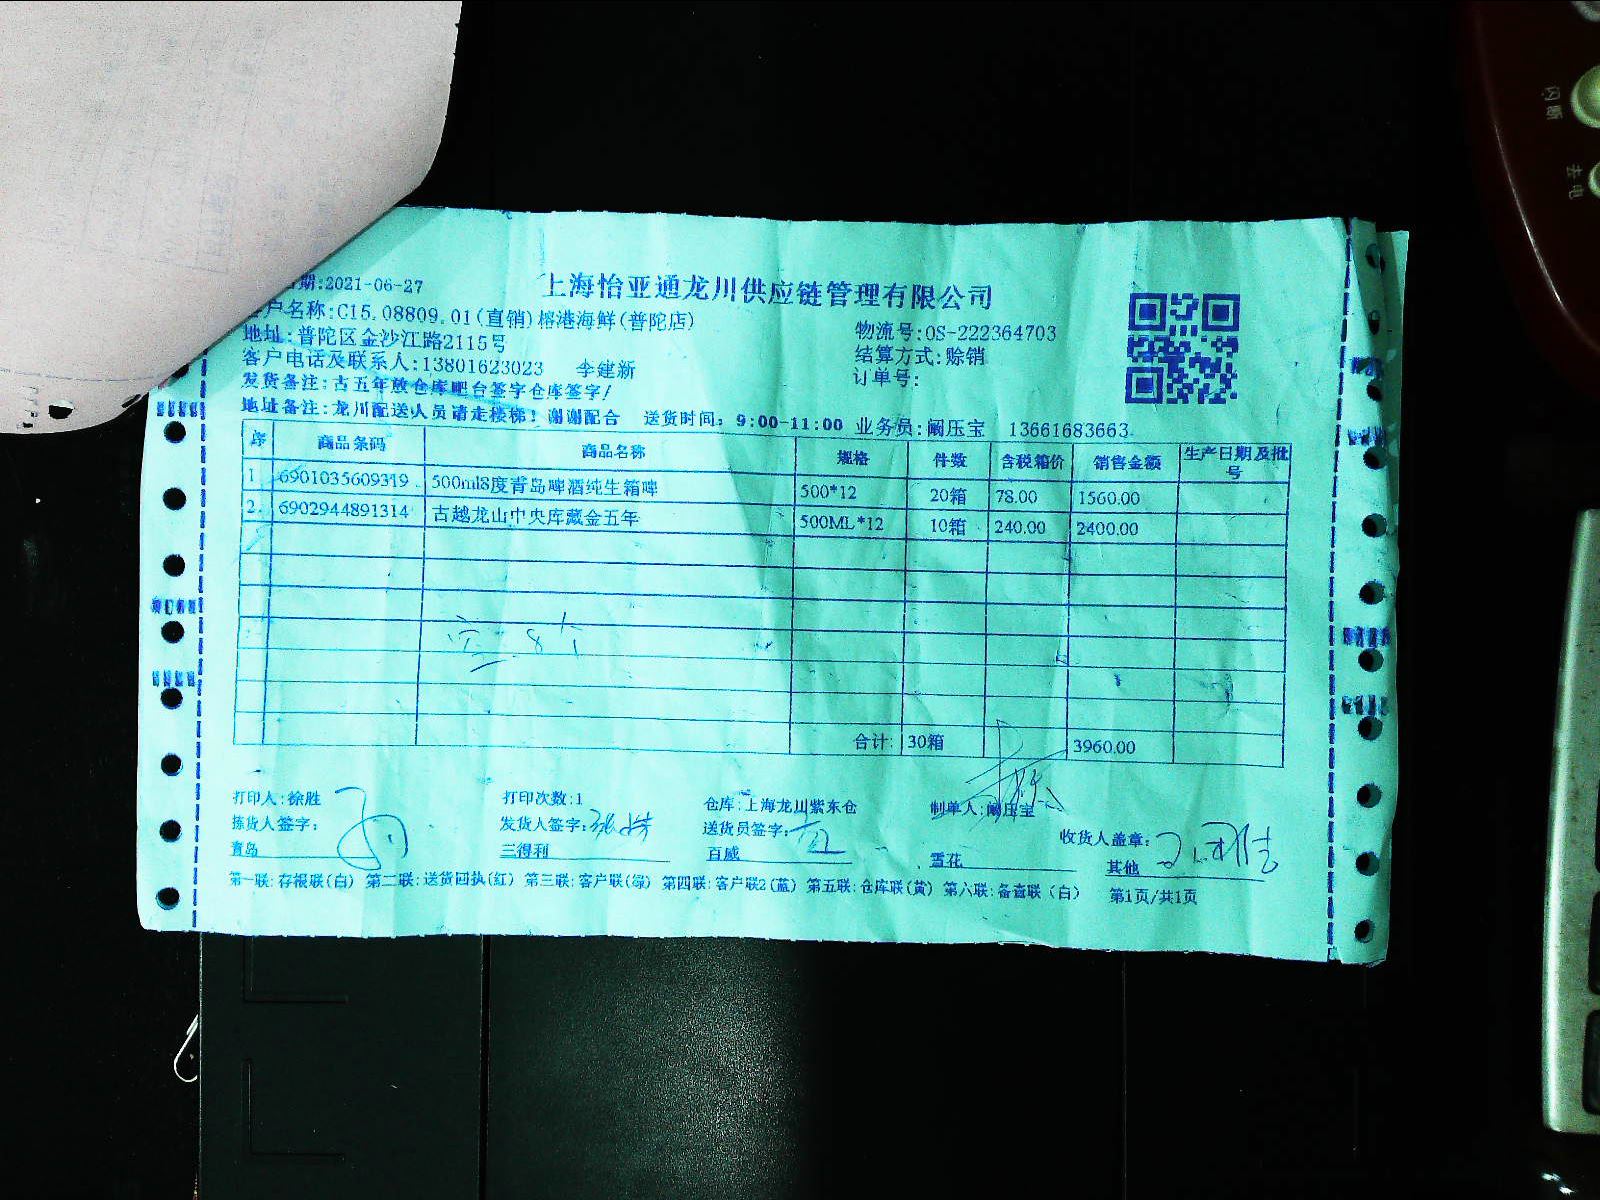 期:2021-06-27
上海怡亚通龙川供应链管理有限公司
户名称:C15.08809.01(直销)榕港海鲜(普陀店)
物流号:OS-222364703
地址:普陀区金沙江路2115号
结算方式:赊销
客户电话及联系人:13801623023 李建新
订单号:
发货备注:古五年放仓库吧台签字仓库签字/
地址备注:龙川配送人员请走楼梯!谢谢配合 送货时间:9:00-11:00 业务员:阚压宝 13661683663
序 商品条码 商品名称 规格 件数 含税箱价 销售金额 生产日期及批号
1 6901035609319 500ml8度青岛啤酒纯生箱啤 500*12 20箱 78.00 1560.00
2 6902944891314 古越龙山中央库藏金五年 500ML*12 10箱 240.00 2400.00
合计: 30箱 3960.00
打印人:徐胜 打印次数:1 仓库:上海龙川紫东仓 制单人:阚压宝
拣货人签字: 发货人签字: 送货员签字: 收货人盖章:
青岛 三得利 百威 雪花 其他
第一联:存根联(白) 第二联:送货回执(红) 第三联:客户联(绿) 第四联:客户联2(蓝) 第五联:仓库联(黄) 第六联:备查联(白) 第1页/共1页
闪断
去电